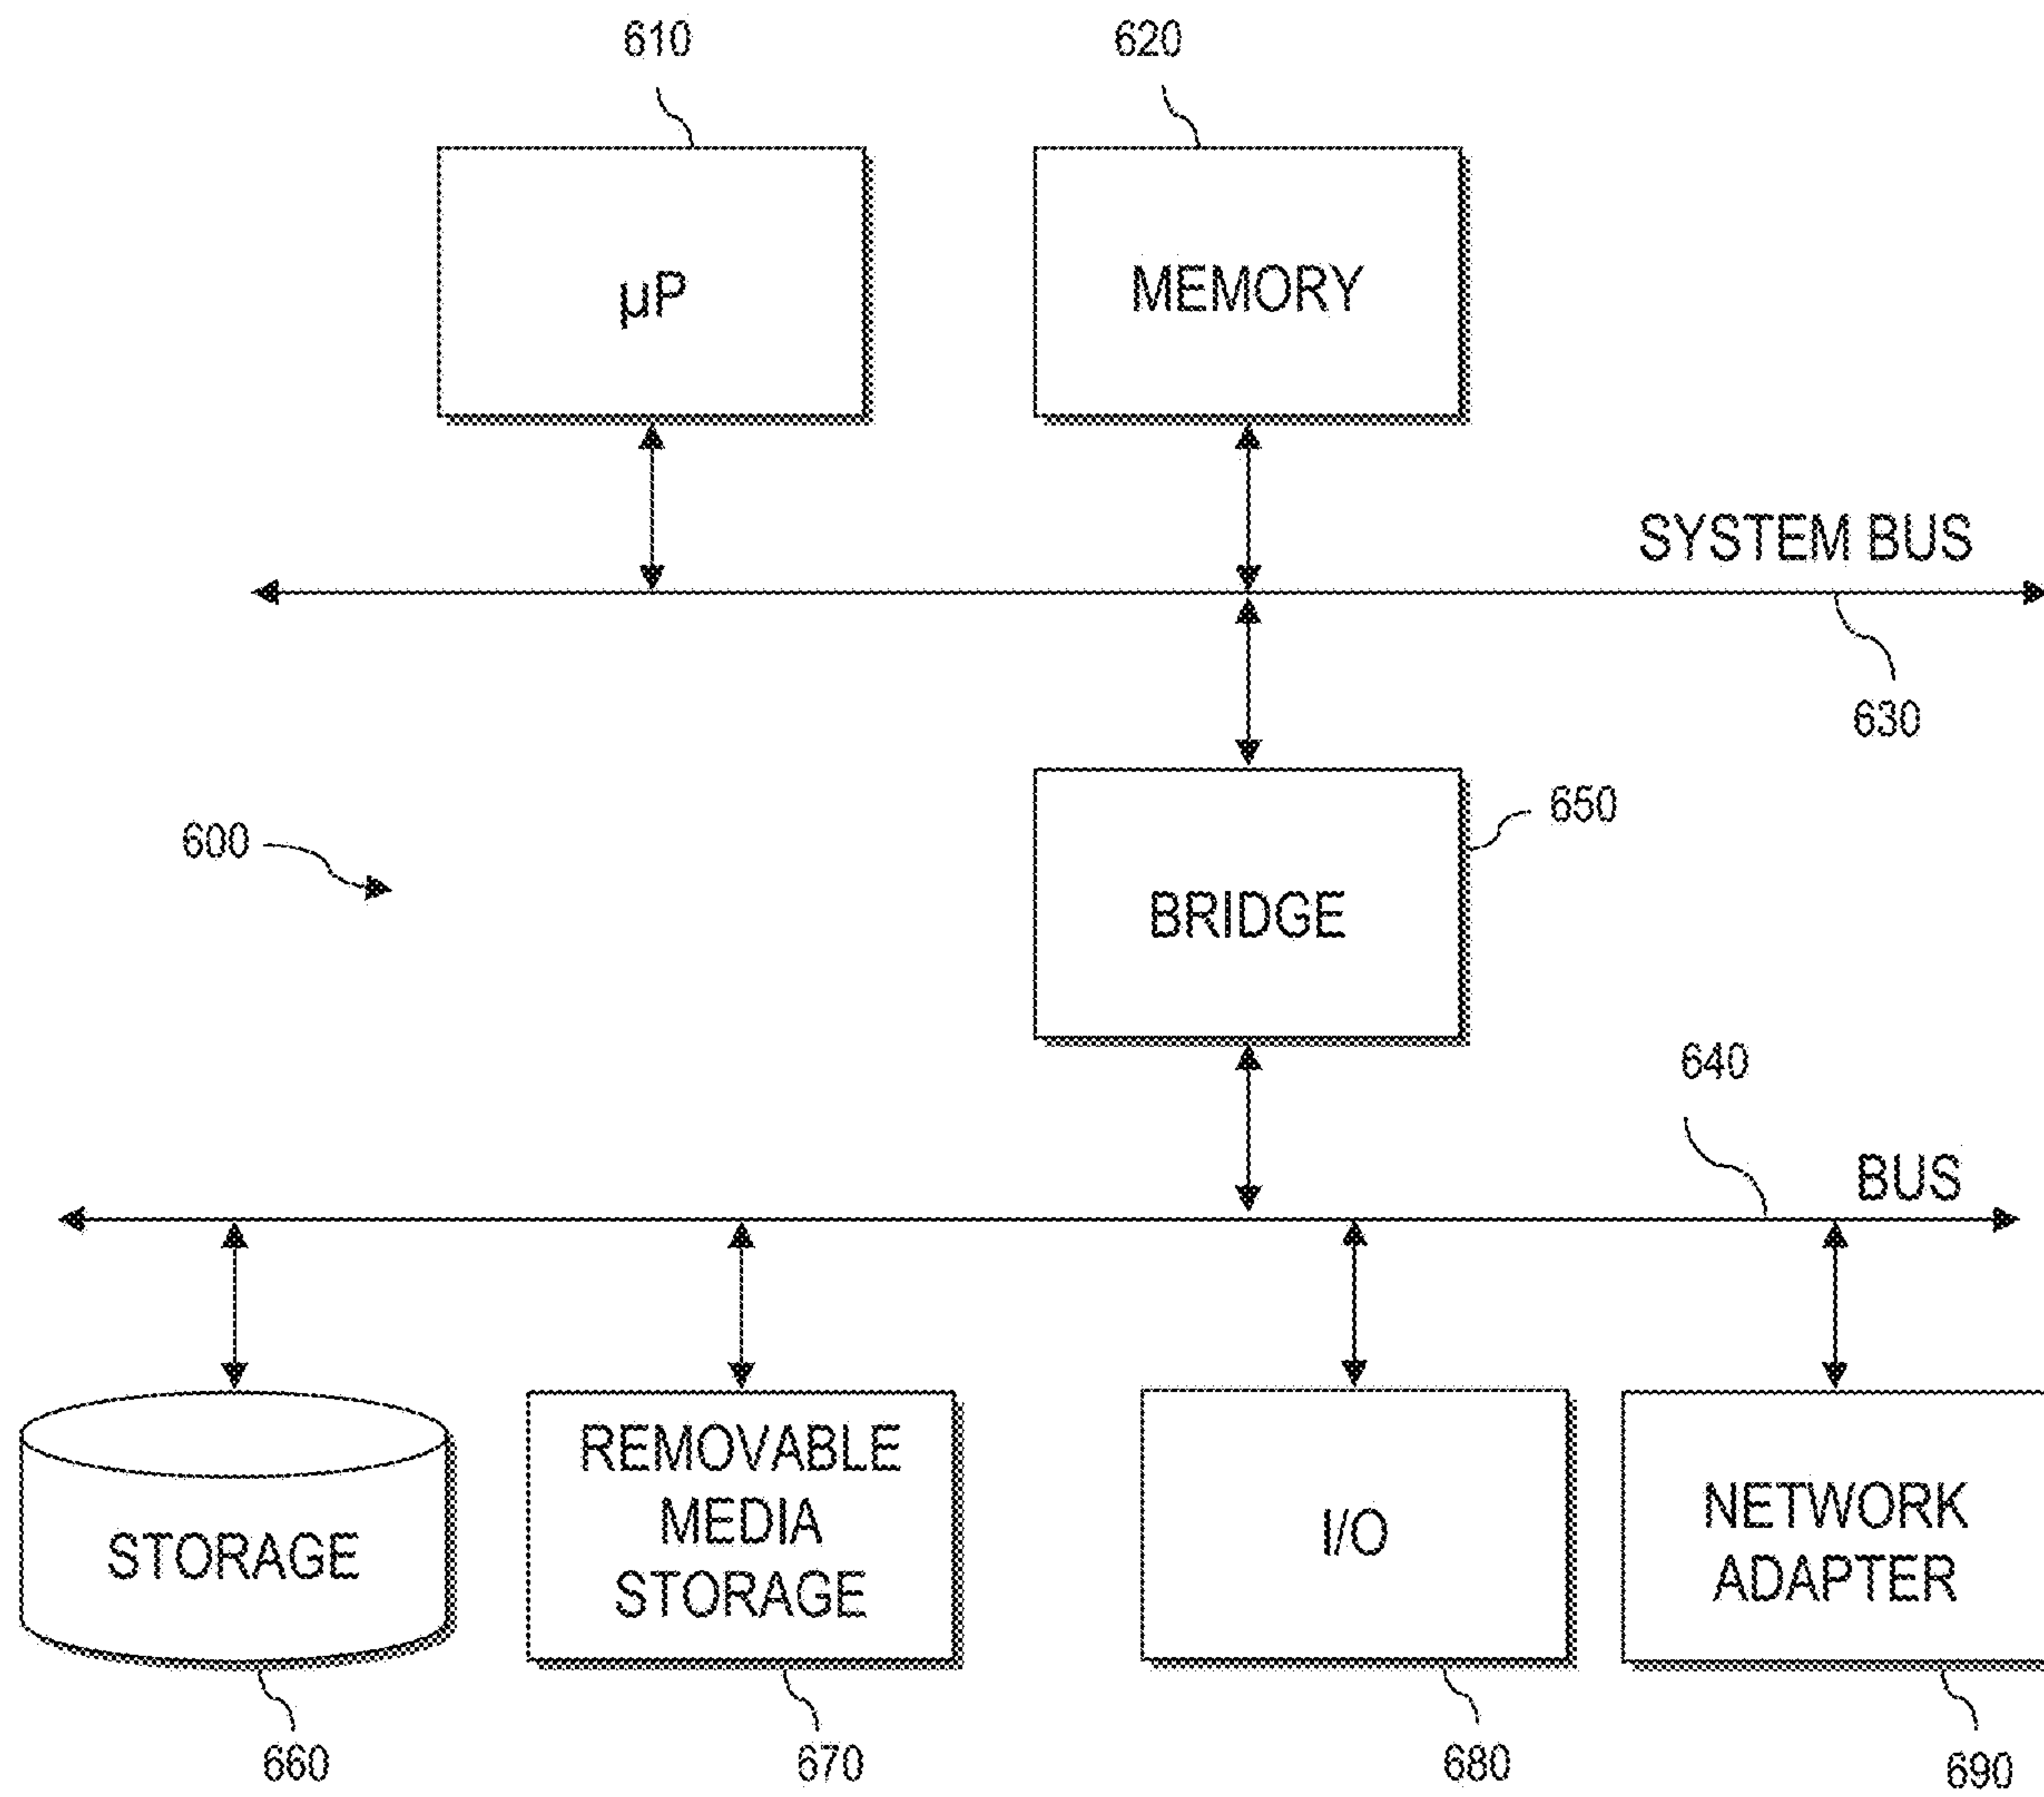 610
620
µP
MEMORY
SYSTEM BUS
630
650
600
BRIDGE
640
BUS
STORAGE
REMOVABLE
MEDIA
STORAGE
I/O
NETWORK
ADAPTER
660
670
680
690